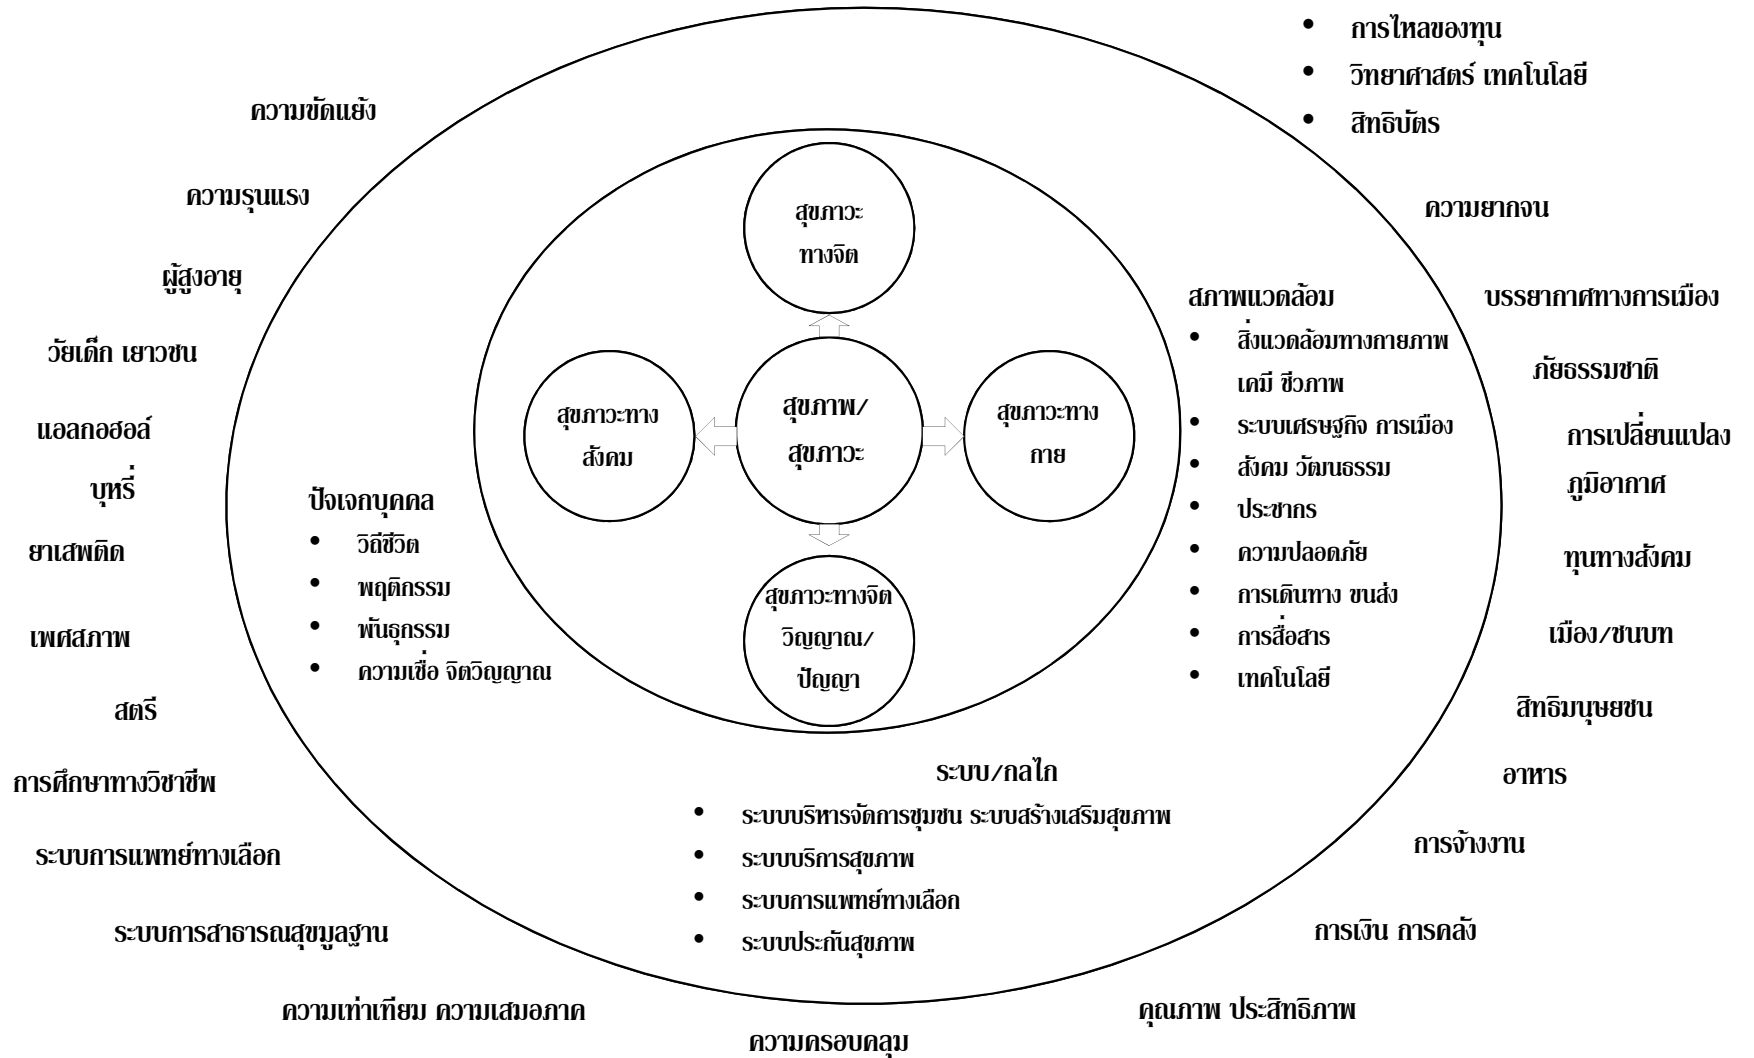 • การไหลของทุน
• วิทยาศาสตร์ เทคโนโลยี
• สิทธิบัตร
ความขัดแย้ง
ความรุนแรง
ผู้สูงอายุ
วัยเด็ก เยาวชน
แอลกอฮอล์
บุหรี่
ยาเสพติด
เพศสภาพ
สตรี
การศึกษาทางวิชาชีพ
ระบบการแพทย์ทางเลือก
ระบบการสาธารณสุขมูลฐาน
ความเท่าเทียม ความเสมอภาค
ความครอบคลุม
คุณภาพ ประสิทธิภาพ
การเงิน การคลัง
การจ้างงาน
อาหาร
สิทธิมนุษยชน
เมือง/ชนบท
ทุนทางสังคม
การเปลี่ยนแปลง
ภูมิอากาศ
ภัยธรรมชาติ
บรรยากาศทางการเมือง
ความยากจน
ปัจเจกบุคคล
• วิถีชีวิต
• พฤติกรรม
• พันธุกรรม
• ความเชื่อ จิตวิญญาณ
สุขภาวะ
ทางจิต
สุขภาวะทาง
สังคม
สุขภาพ/
สุขภาวะ
สุขภาวะทาง
กาย
สุขภาวะทางจิต
วิญญาณ/
ปัญญา
สภาพแวดล้อม
• สิ่งแวดล้อมทางกายภาพ
เคมี ชีวภาพ
• ระบบเศรษฐกิจ การเมือง
• สังคม วัฒนธรรม
• ประชากร
• ความปลอดภัย
• การเดินทาง ขนส่ง
• การสื่อสาร
• เทคโนโลยี
ระบบ/กลไก
• ระบบบริหารจัดการชุมชน ระบบสร้างเสริมสุขภาพ
• ระบบบริการสุขภาพ
• ระบบการแพทย์ทางเลือก
• ระบบประกันสุขภาพ